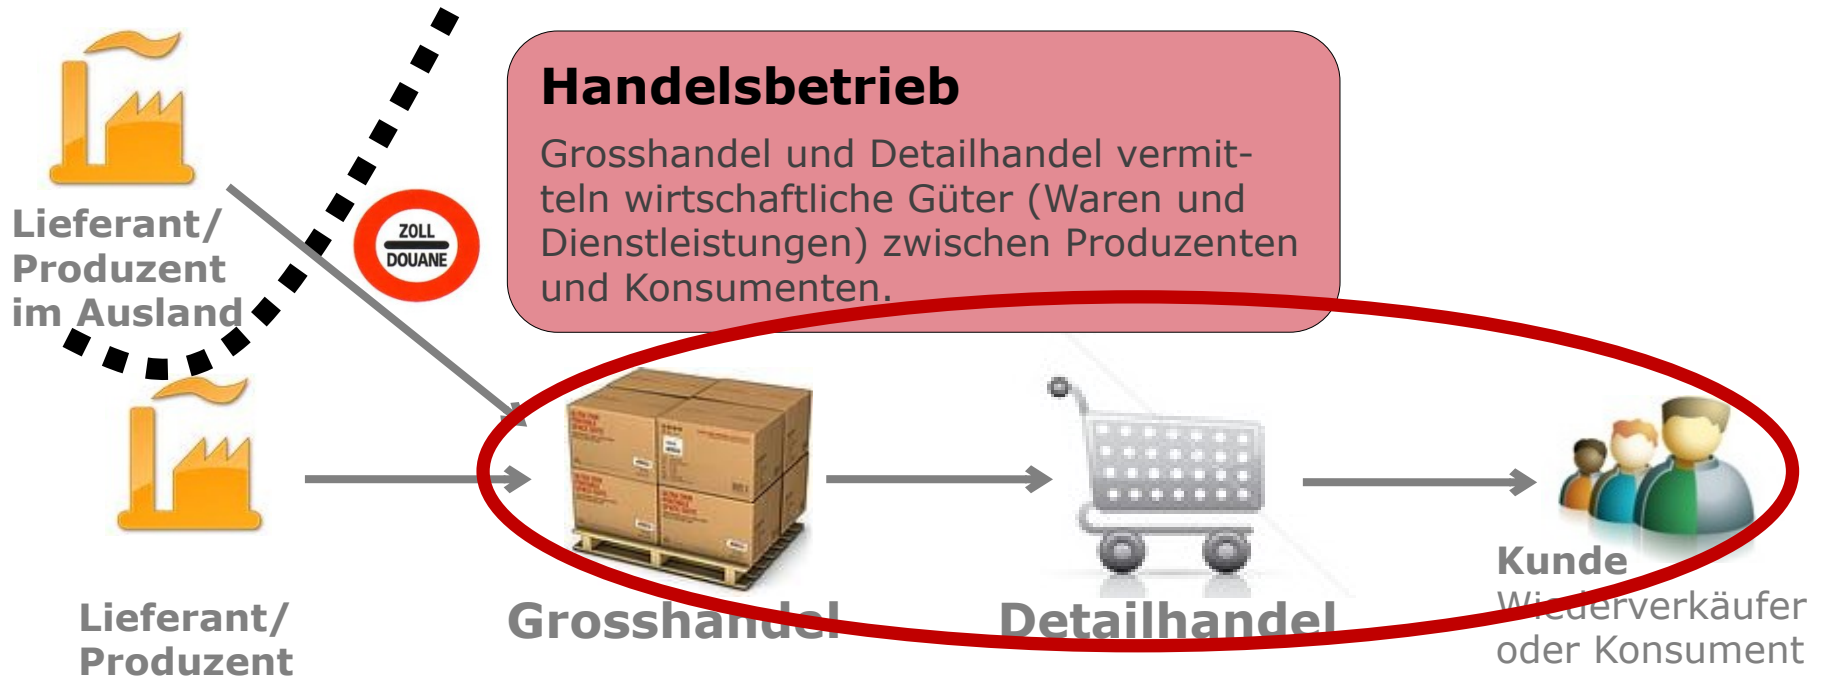 Handelsbetrieb
Grosshandel und Detailhandel vermit-
teln wirtschaftliche Güter (Waren und
Dienstleistungen) zwischen Produzenten
und Konsumenten.
Lieferant/
Produzent
im Ausland
ZOLL
DOUANE
Lieferant/
Produzent
Grosshandel
Detailhandel
Kunde
Wiederverkäufer
oder Konsument